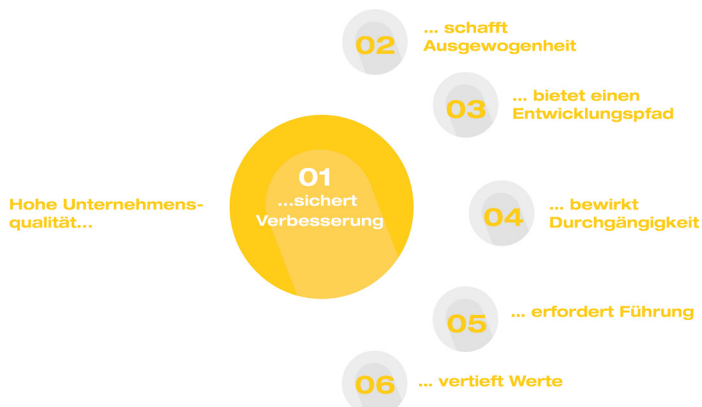 Hohe Unternehmens-
qualität...
01
...sichert
Verbesserung
02
... schafft
Ausgewogenheit
03
... bietet einen
Entwicklungspfad
04
... bewirkt
Durchgängigkeit
05
... erfordert Führung
06
... vertieft Werte